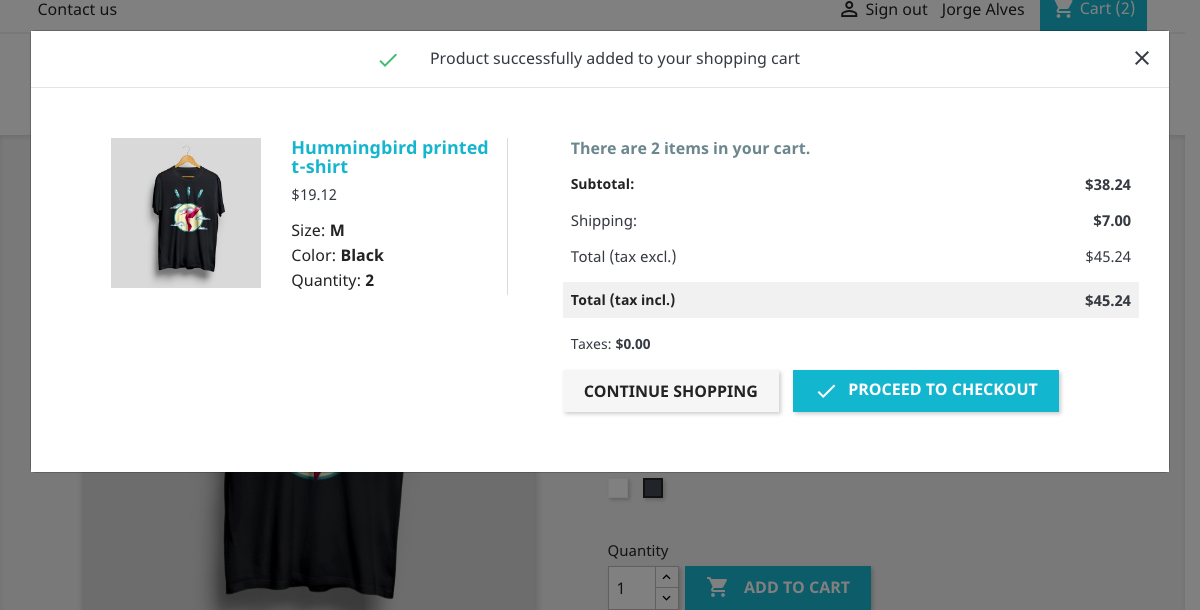 Contact us
Sign out Jorge Alves Cart (2)
Product successfully added to your shopping cart
Hummingbird printed
t-shirt
$19.12
Size: M
Color: Black
Quantity: 2
There are 2 items in your cart.
Subtotal: $38.24
Shipping: $7.00
Total (tax excl.) $45.24
Total (tax incl.) $45.24
Taxes: $0.00
CONTINUE SHOPPING PROCEED TO CHECKOUT
Quantity
1 ADD TO CART